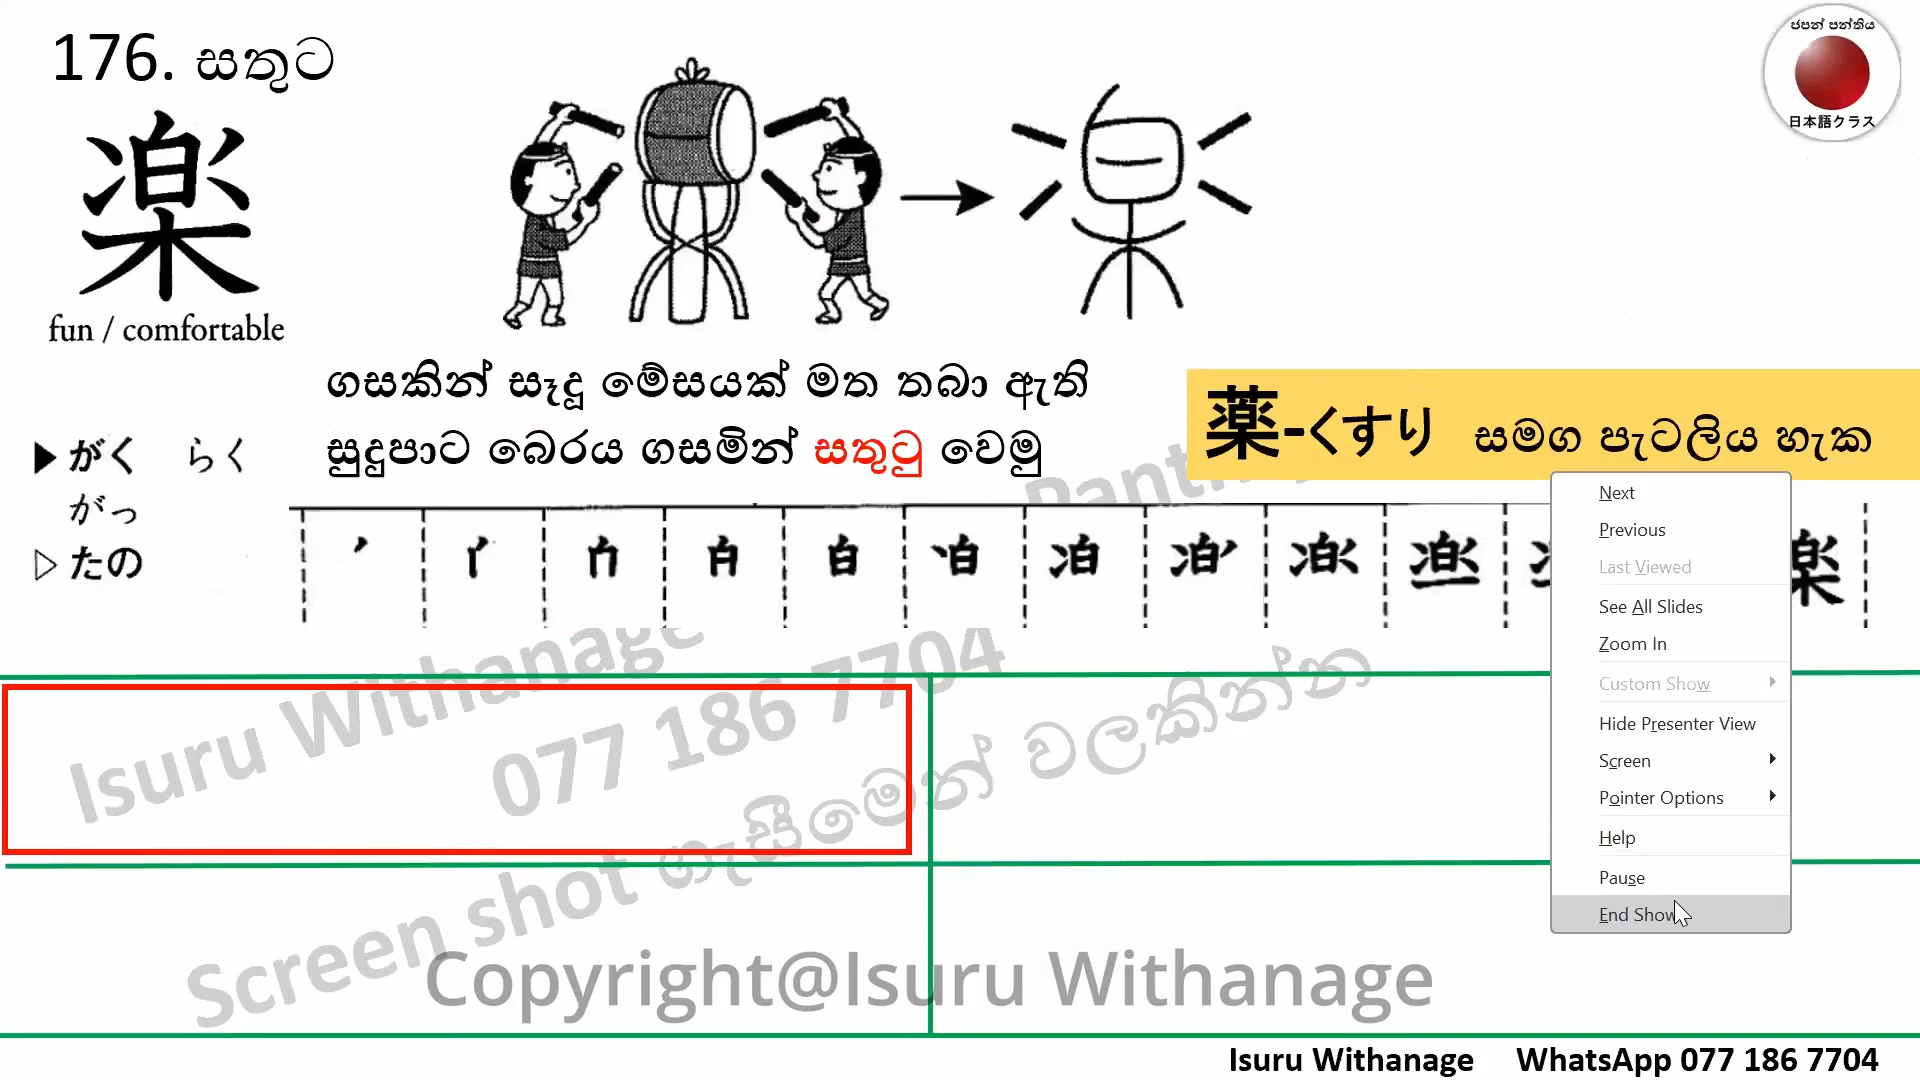 176. සතුට
ජපන් පන්තිය
日本語クラス
楽
fun / comfortable
ගසකින් සෑදූ මේසයක් මත තබා ඇති
සුදුපාට බෙරය ගසමින් සතුටු වෙමු
薬-くすり සමග පැටලිය හැක
▶がく らく
がっ
▷たの
楽
Next
Previous
Last Viewed
See All Slides
Zoom In
Custom Show
Hide Presenter View
Screen
Pointer Options
Help
Pause
End Show
Isuru Withanage
077 186 7704
Screen shot ගැසීමෙන් වලකින්න
Copyright@Isuru Withanage
Isuru Withanage WhatsApp 077 186 7704